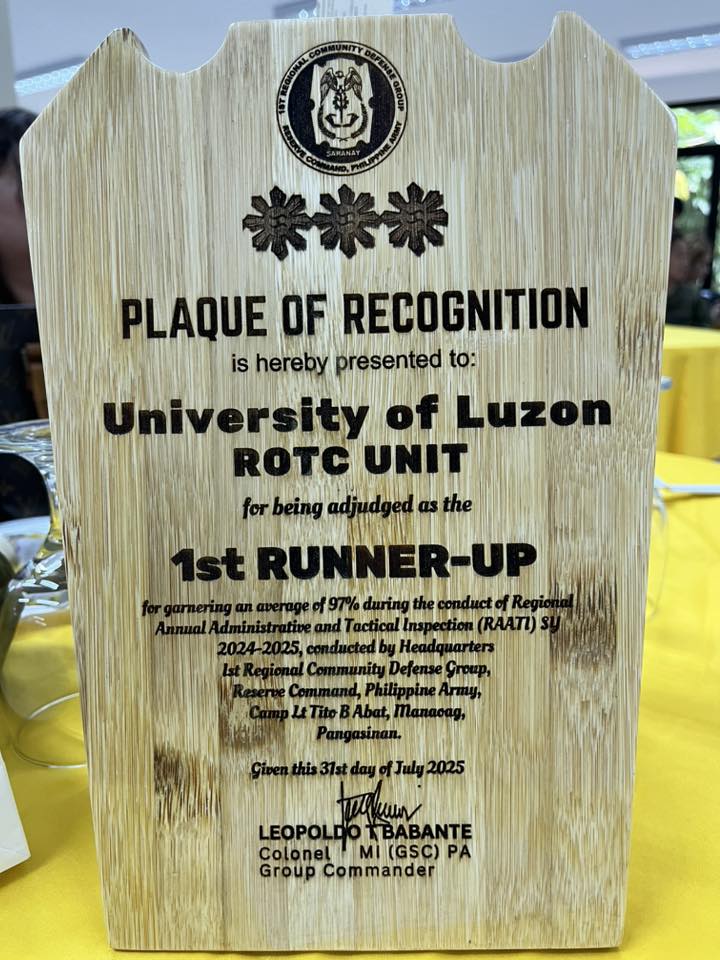 1ST REGIONAL COMMUNITY DEFENSE GROUP
SAMANAY
RESERVE COMMAND, PHILIPPINE ARMY
PLAQUE OF RECOGNITION
is hereby presented to:
University of Luzon
ROTC UNIT
for being adjudged as the
1st RUNNER-UP
for garnering an average of 97% during the conduct of Regional
Annual Administrative and Tactical Inspection (RAATI) SY
2024-2025, conducted by Headquarters
1st Regional Community Defense Group,
Reserve Command, Philippine Army,
Camp Lt Tito B Abat, Manaoag,
Pangasinan.
Given this 31st day of July 2025
LEOPOLDO T BABANTE
Colonel MI (GSC) PA
Group Commander